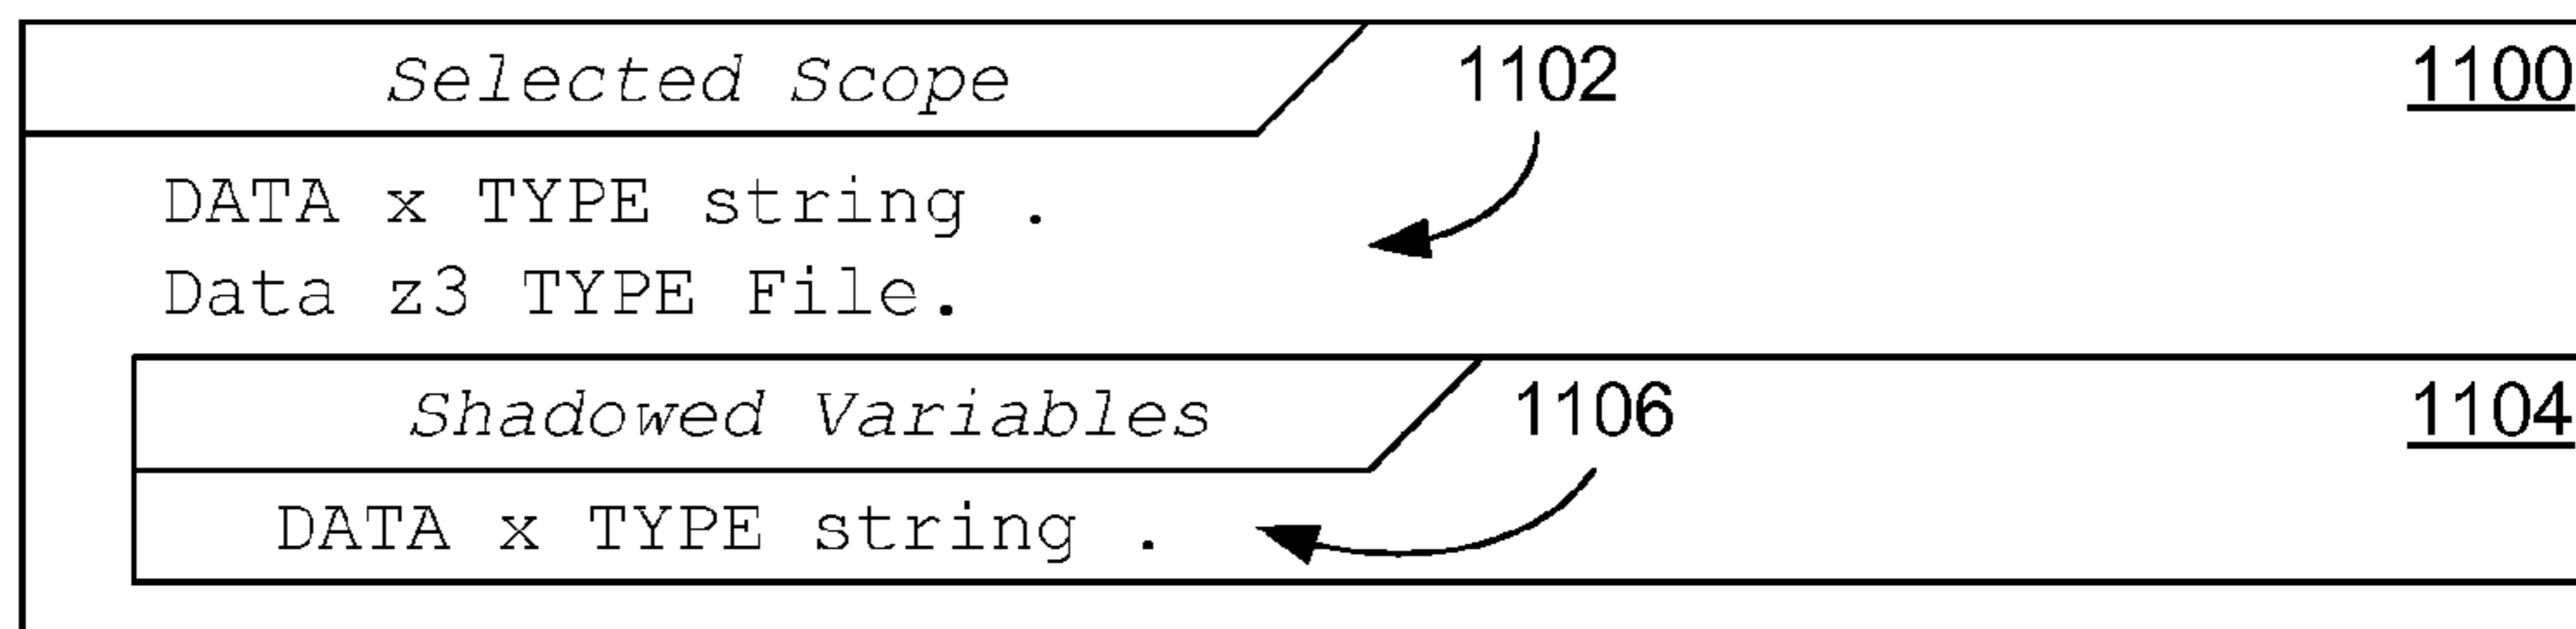 Selected Scope 1102 1100
DATA x TYPE string .
Data z3 TYPE File.
Shadowed Variables 1106 1104
DATA x TYPE string .